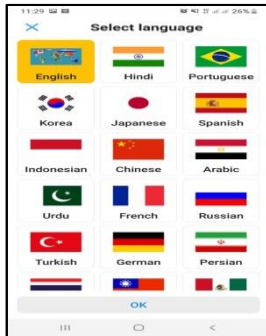 11:29
26%
Select language
English Hindi Portuguese
Korea Japanese Spanish
Indonesian Chinese Arabic
Urdu French Russian
Turkish German Persian
OK